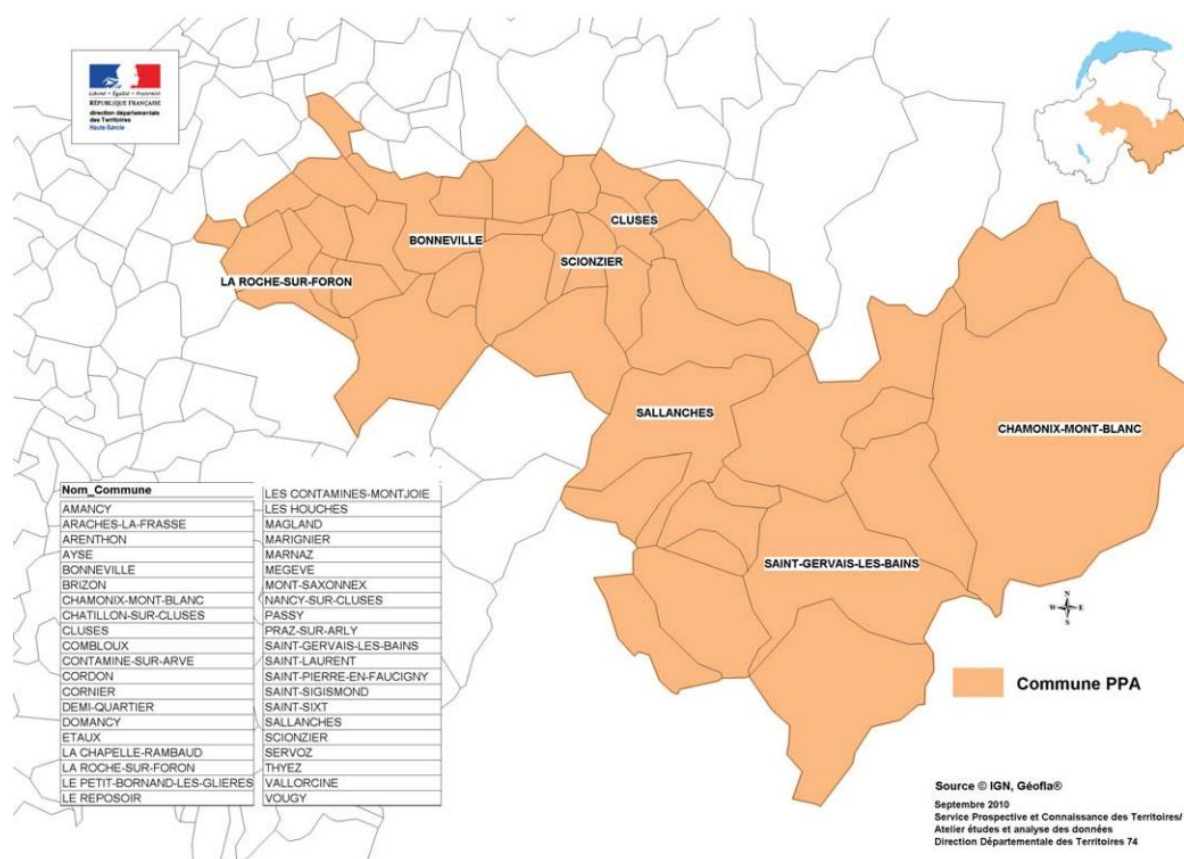 Liberté • Égalité • Fraternité
RÉPUBLIQUE FRANÇAISE
direction départementale
des Territoires
Haute-Savoie
CLUSES
BONNEVILLE
SCIONZIER
LA ROCHE-SUR-FORON
SALLANCHES
CHAMONIX-MONT-BLANC
SAINT-GERVAIS-LES-BAINS
Nom_Commune
AMANCY
ARACHES-LA-FRASSE
ARENTHON
AYSE
BONNEVILLE
BRIZON
CHAMONIX-MONT-BLANC
CHATILLON-SUR-CLUSES
CLUSES
COMBLOUX
CONTAMINE-SUR-ARVE
CORDON
CORNIER
DEMI-QUARTIER
DOMANCY
ETAUX
LA CHAPELLE-RAMBAUD
LA ROCHE-SUR-FORON
LE PETIT-BORNAND-LES-GLIERES
LE REPOSOIR
LES CONTAMINES-MONTJOIE
LES HOUCHES
MAGLAND
MARIGNIER
MARNAZ
MEGEVE
MONT-SAXONNEX
NANCY-SUR-CLUSES
PASSY
PRAZ-SUR-ARLY
SAINT-GERVAIS-LES-BAINS
SAINT-LAURENT
SAINT-PIERRE-EN-FAUCIGNY
SAINT-SIGISMOND
SAINT-SIXT
SALLANCHES
SCIONZIER
SERVOZ
THYEZ
VALLORCINE
VOUGY
N
W E
S
Commune PPA
Source © IGN, Géofla®
Septembre 2010
Service Prospective et Connaissance des Territoires/
Atelier études et analyse des données
Direction Départementale des Territoires 74